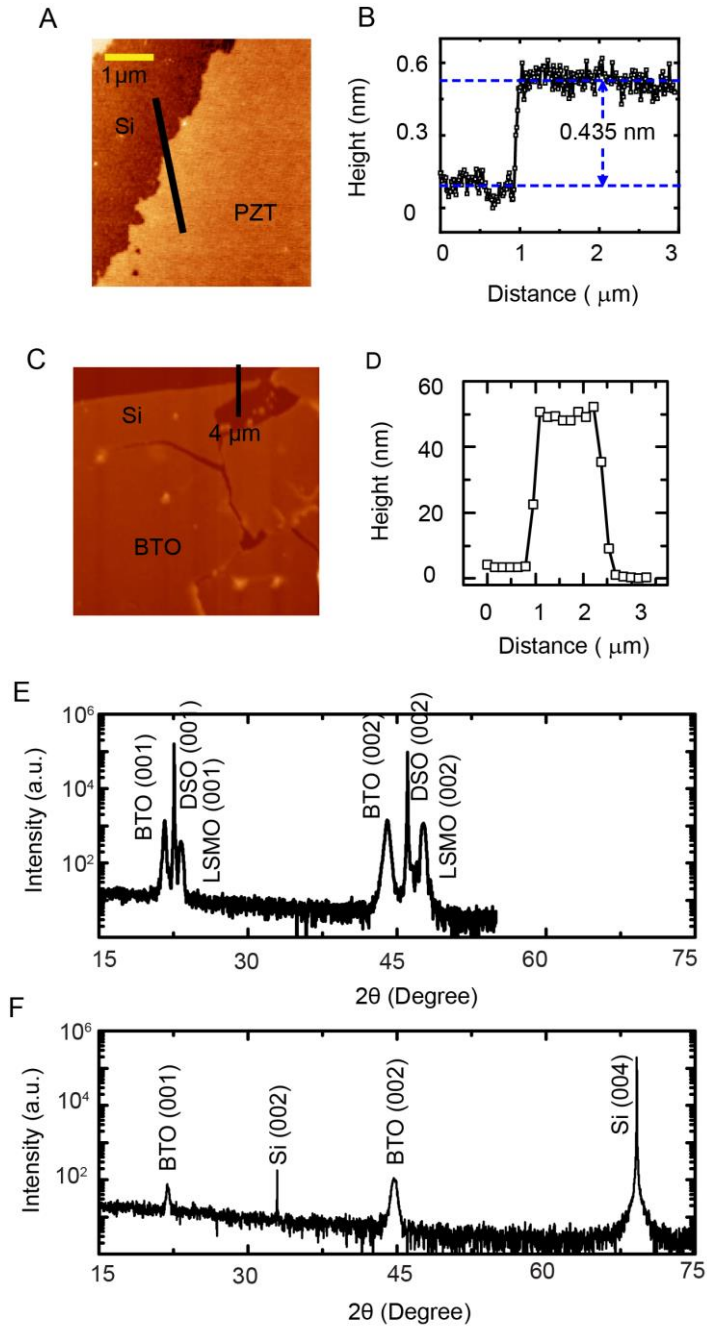 A
1μm
Si
PZT
B
Height (nm)
0.6
0.3
0
0.435 nm
0 1 2 3
Distance ( μm)
C
Si
4 μm
BTO
D
Height (nm)
60
40
20
0
0 1 2 3
Distance ( μm)
E
Intensity (a.u.)
10⁶
10⁴
10²
BTO (001)
DSO (001)
LSMO (001)
BTO (002)
DSO (002)
LSMO (002)
15 30 45 60 75
2θ (Degree)
F
Intensity (a.u.)
10⁶
10⁴
10²
BTO (001)
Si (002)
BTO (002)
Si (004)
15 30 45 60 75
2θ (Degree)